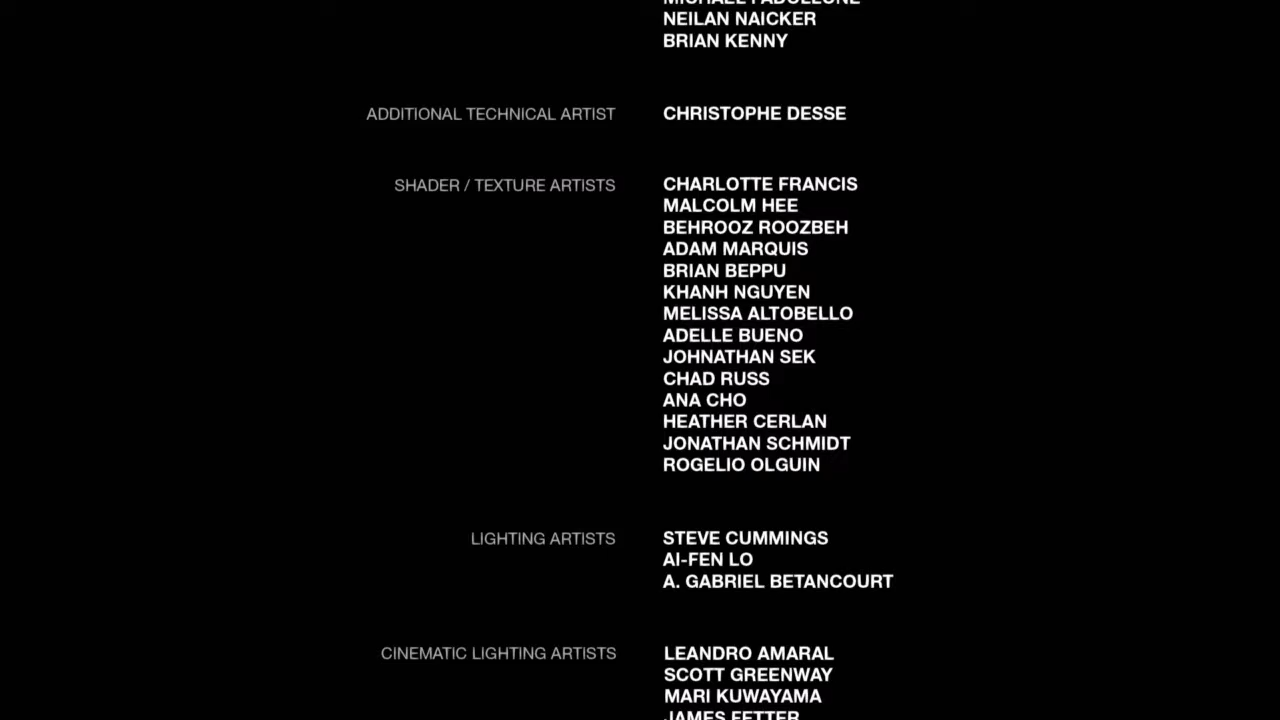 NEILAN NAICKER
BRIAN KENNY
ADDITIONAL TECHNICAL ARTIST CHRISTOPHE DESSE
SHADER / TEXTURE ARTISTS CHARLOTTE FRANCIS
MALCOLM HEE
BEHROOZ ROOZBEH
ADAM MARQUIS
BRIAN BEPPU
KHANH NGUYEN
MELISSA ALTOBELLO
ADELLE BUENO
JOHNATHAN SEK
CHAD RUSS
ANA CHO
HEATHER CERLAN
JONATHAN SCHMIDT
ROGELIO OLGUIN
LIGHTING ARTISTS STEVE CUMMINGS
AI-FEN LO
A. GABRIEL BETANCOURT
CINEMATIC LIGHTING ARTISTS LEANDRO AMARAL
SCOTT GREENWAY
MARI KUWAYAMA
JAMES